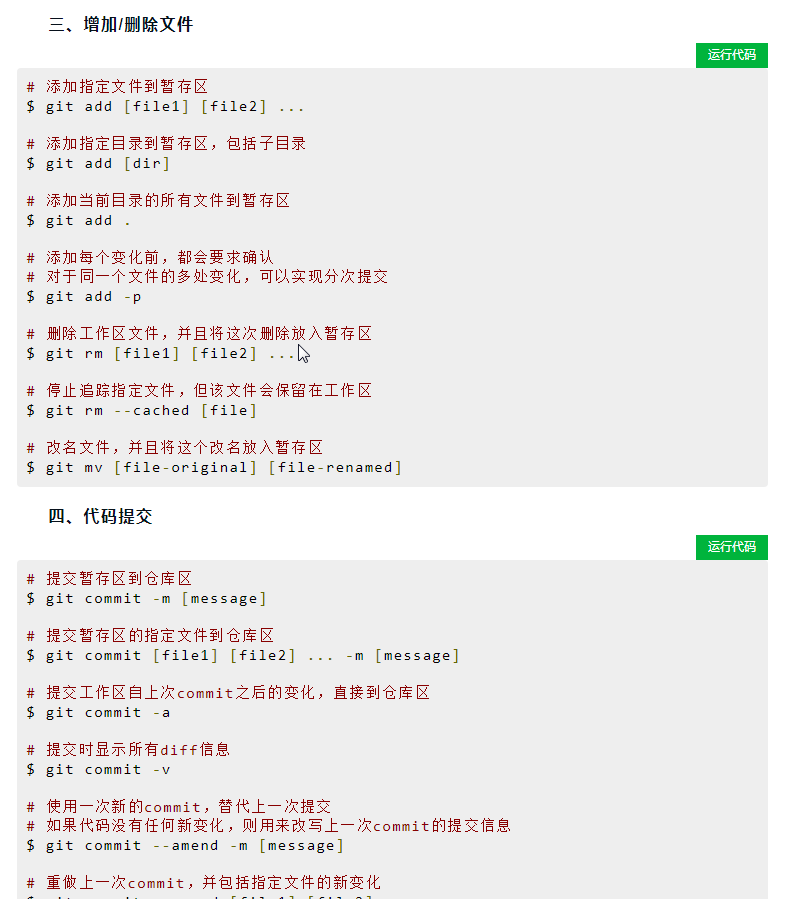 三、增加/删除文件
运行代码
# 添加指定文件到暂存区
$ git add [file1] [file2] ...
# 添加指定目录到暂存区，包括子目录
$ git add [dir]
# 添加当前目录的所有文件到暂存区
$ git add .
# 添加每个变化前，都会要求确认
# 对于同一个文件的多处变化，可以实现分次提交
$ git add -p
# 删除工作区文件，并且将这次删除放入暂存区
$ git rm [file1] [file2] ...
# 停止追踪指定文件，但该文件会保留在工作区
$ git rm --cached [file]
# 改名文件，并且将这个改名放入暂存区
$ git mv [file-original] [file-renamed]
四、代码提交
运行代码
# 提交暂存区到仓库区
$ git commit -m [message]
# 提交暂存区的指定文件到仓库区
$ git commit [file1] [file2] ... -m [message]
# 提交工作区自上次commit之后的变化，直接到仓库区
$ git commit -a
# 提交时显示所有diff信息
$ git commit -v
# 使用一次新的commit，替代上一次提交
# 如果代码没有任何新变化，则用来改写上一次commit的提交信息
$ git commit --amend -m [message]
# 重做上一次commit，并包括指定文件的新变化